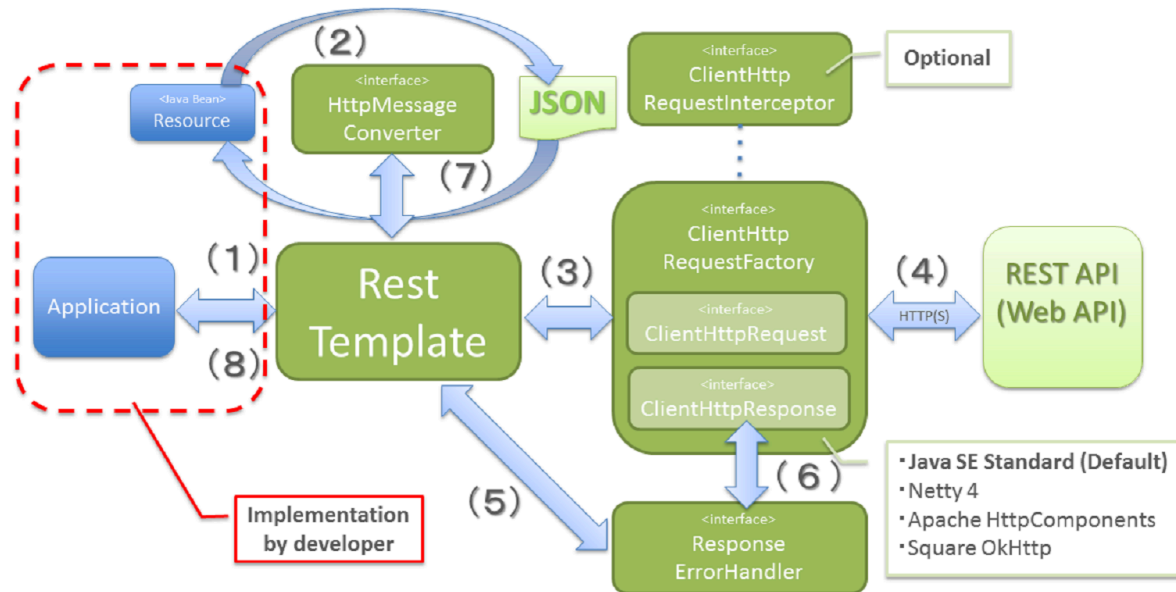 (2)
<Java Bean>
Resource
<interface>
HttpMessage
Converter
JSON
<interface>
ClientHttp
RequestInterceptor
Optional
(7)
<interface>
ClientHttp
RequestFactory
(1)
Application
(8)
Rest
Template
(3)
<interface>
ClientHttpRequest
<interface>
ClientHttpResponse
(4)
HTTP(S)
REST API
(Web API)
(5)
(6)
Implementation
by developer
<interface>
Response
ErrorHandler
・Java SE Standard (Default)
・Netty 4
・Apache HttpComponents
・Square OkHttp